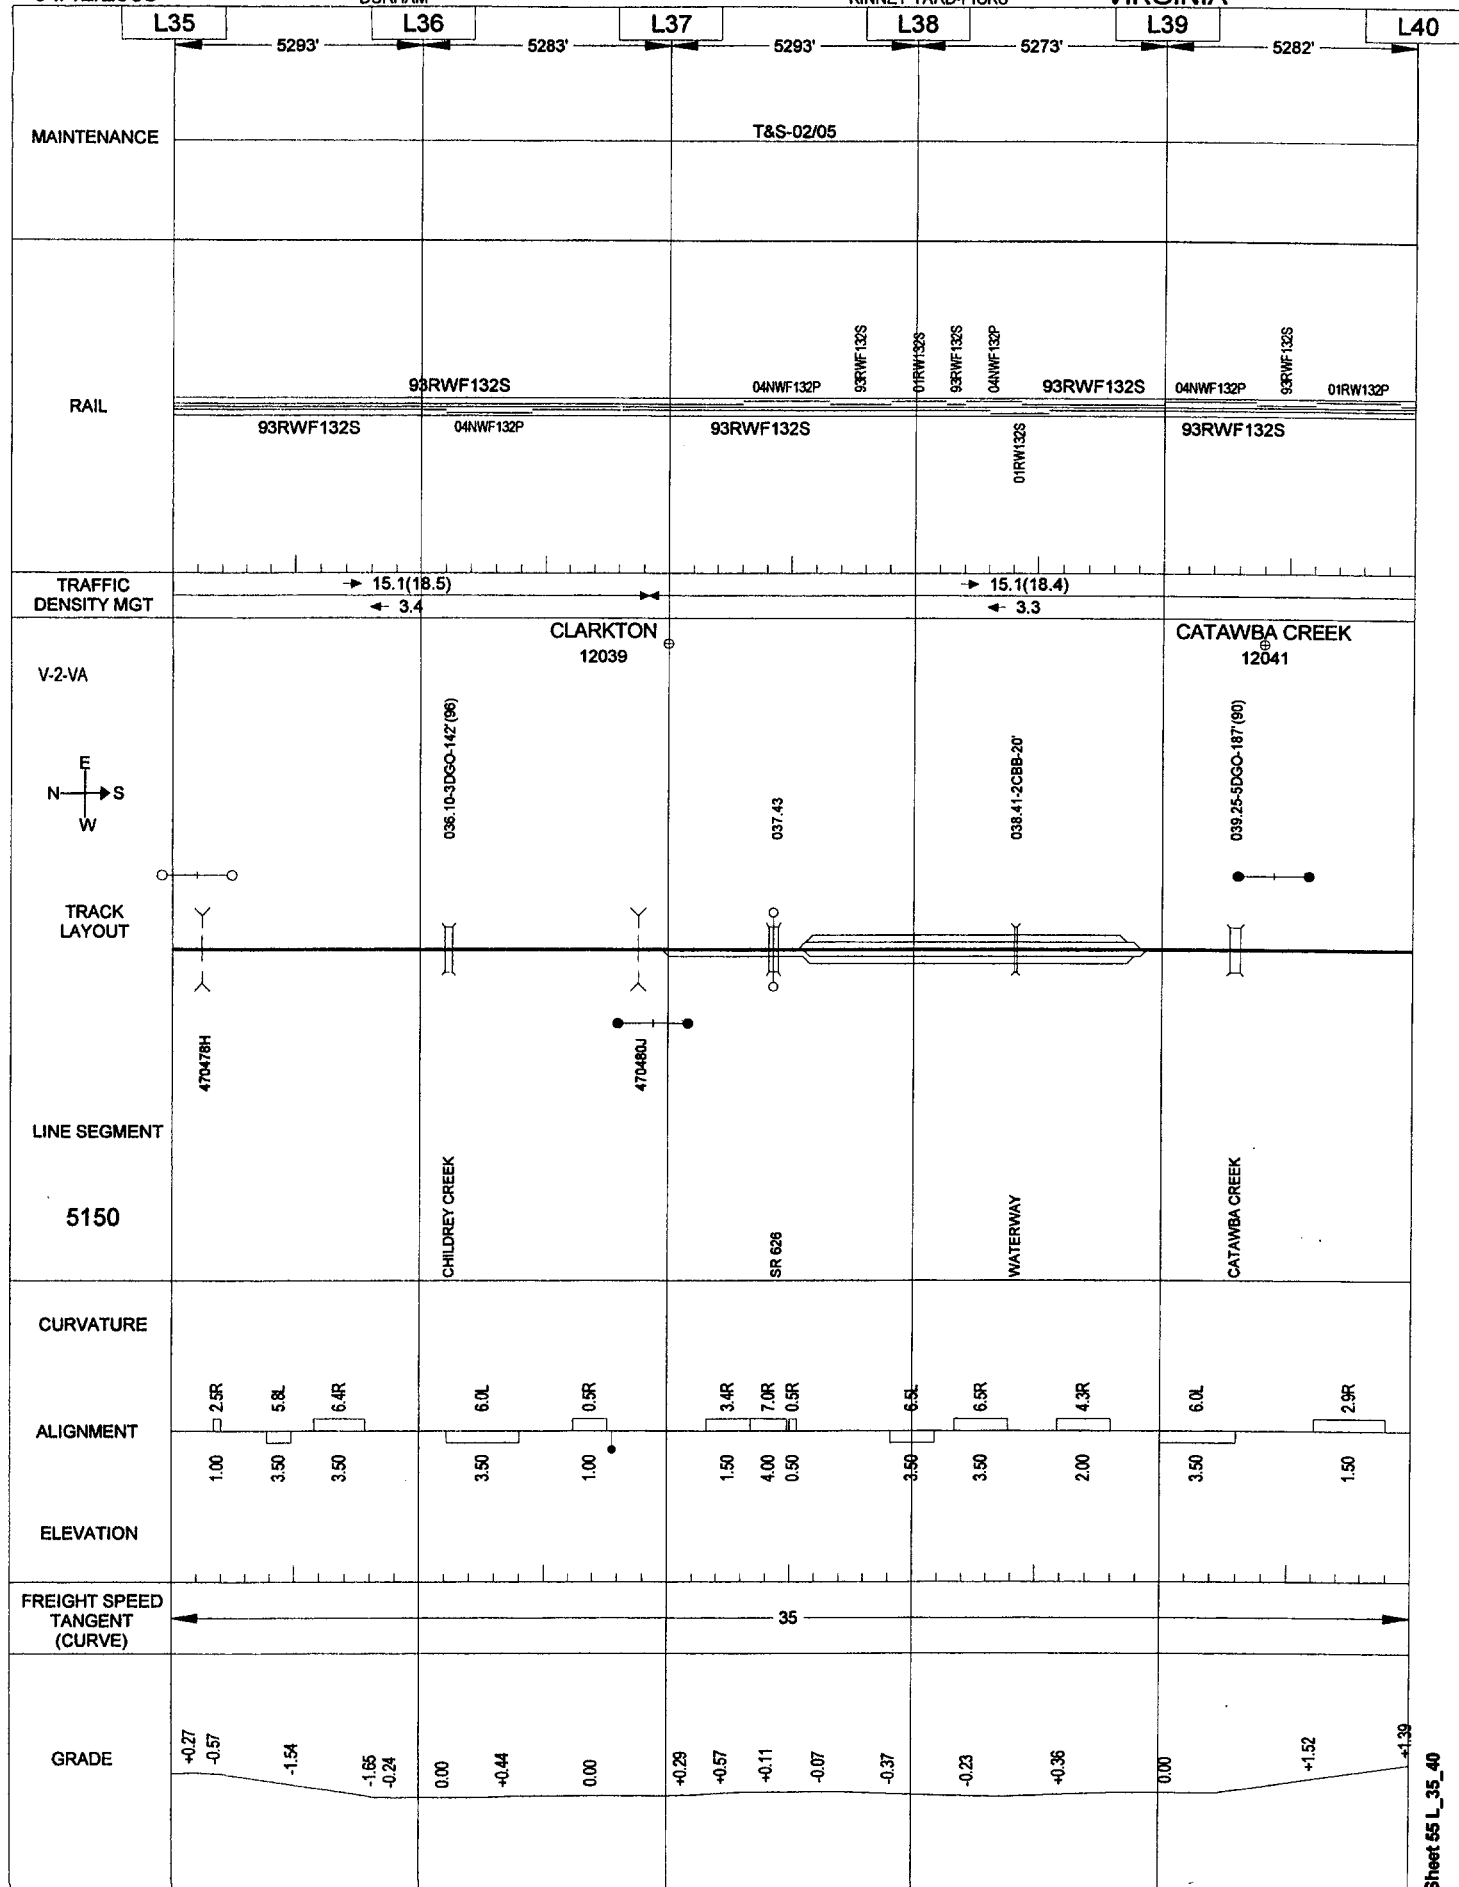 VIRGINIA
L35 L36 L37 L38 L39 L40
5293' 5283' 5293' 5273' 5282'
MAINTENANCE
T&S-02/05
RAIL
93RWF132S
04NWF132P
93RWF132S
01RW132S
93RWF132S
04NWF132P
93RWF132S
04NWF132P
93RWF132S
01RW132P
93RWF132S
04NWF132P
93RWF132S
01RW132S
93RWF132S
TRAFFIC
DENSITY MGT
15.1(18.5)
3.4
15.1(18.4)
3.3
CLARKTON
12039
CATAWBA CREEK
12041
V-2-VA
E
N S
W
036.10-3DGO-142'(96)
037.43
038.41-2CBB-20'
039.25-5DGO-187'(90)
TRACK
LAYOUT
470478H
470480J
LINE SEGMENT
5150
CHILDREY CREEK
SR 626
WATERWAY
CATAWBA CREEK
CURVATURE
2.5R 5.8L 6.4R 6.0L 0.5R 3.4R 7.0R 0.5R 6.5L 6.5R 4.3R 6.0L 2.9R
ALIGNMENT
1.00 3.50 3.50 3.50 1.00 1.50 4.00 0.50 3.50 3.50 2.00 3.50 1.50
ELEVATION
FREIGHT SPEED
TANGENT
(CURVE)
35
GRADE
+0.27 -0.57 -1.54 -1.65 -0.24 0.00 +0.44 0.00 +0.29 +0.57 +0.11 -0.07 -0.37 -0.23 +0.36 0.00 +1.52 +1.39
Sheet 55 L_35_40